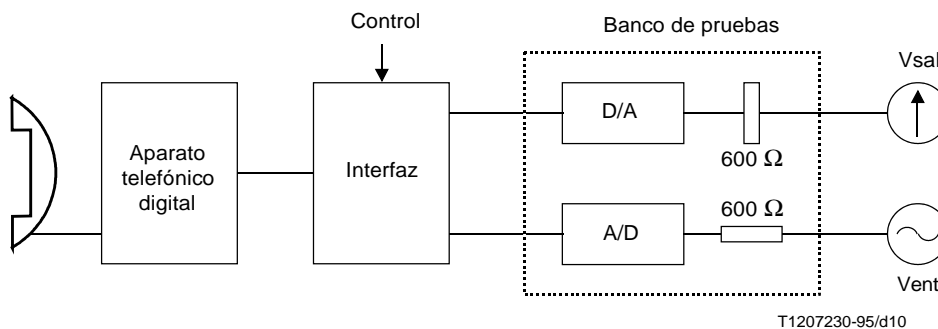 Control
Banco de pruebas
Vsal
D/A
600 Ω
Aparato
telefónico
digital
Interfaz
600 Ω
A/D
Vent
T1207230-95/d10